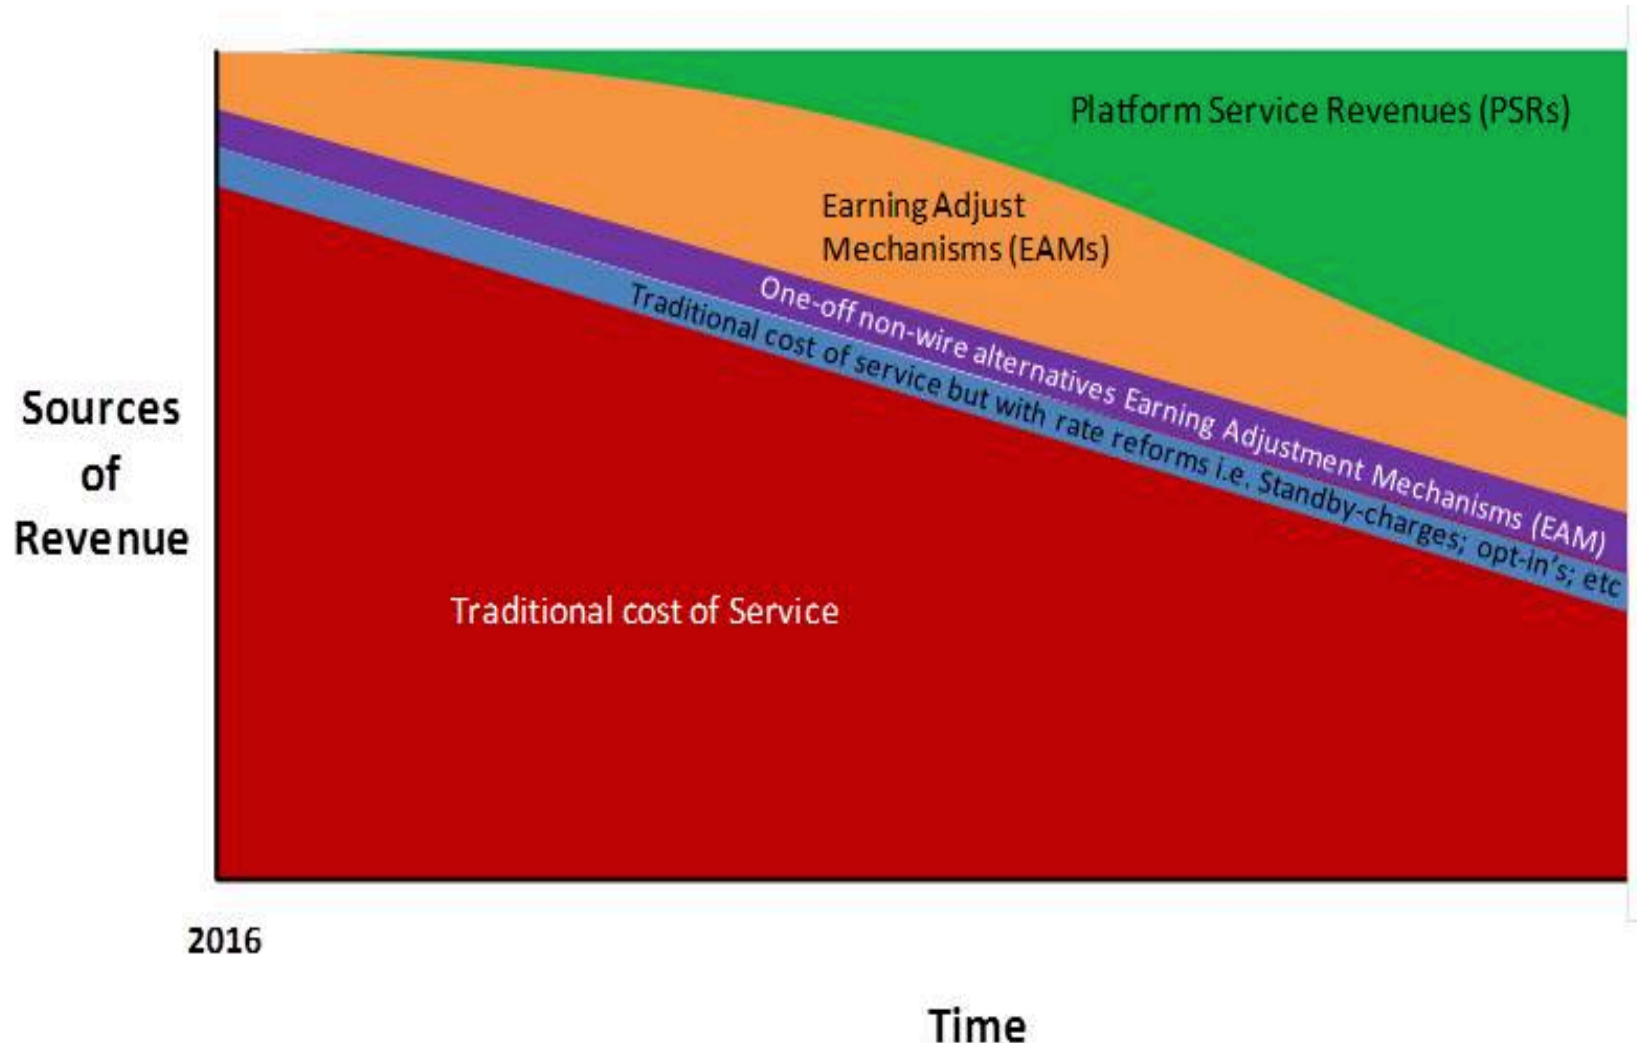 Platform Service Revenues (PSRs)
Earning Adjust
Mechanisms (EAMs)
One-off non-wire alternatives Earning Adjustment Mechanisms (EAM)
Traditional cost of service but with rate reforms i.e. Standby-charges; opt-in's; etc
Sources
of
Revenue
Traditional cost of Service
2016
Time